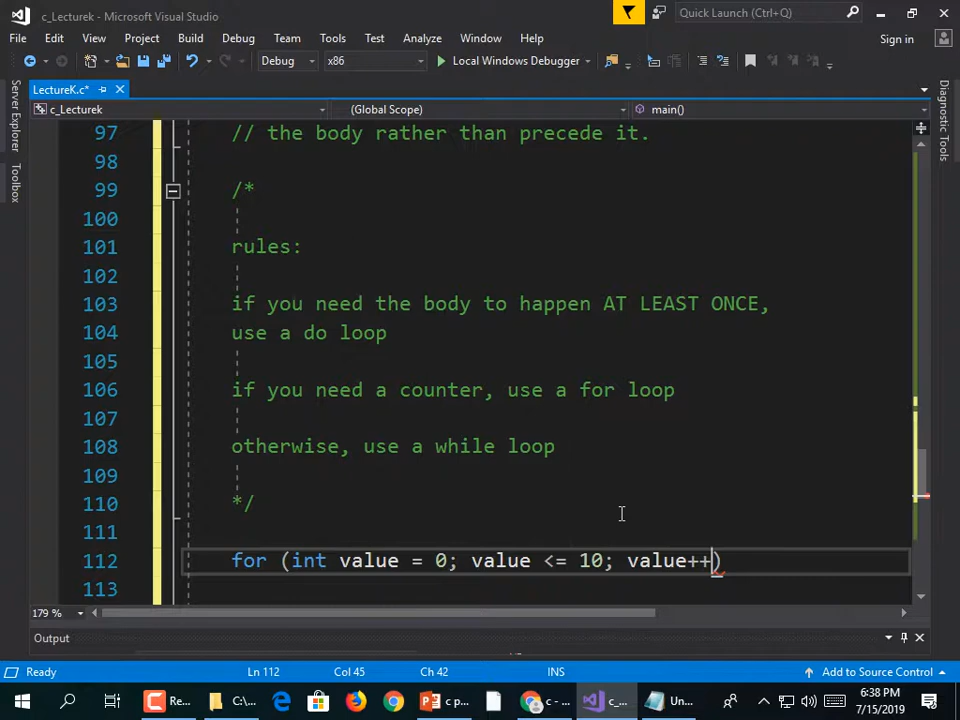 c_Lecturek - Microsoft Visual Studio
Quick Launch (Ctrl+Q)
File Edit View Project Build Debug Team Tools Test Analyze Window Help
Sign in
Debug x86 Local Windows Debugger
LectureK.c*
c_Lecturek (Global Scope) main()
Server Explorer
Toolbox
Diagnostic Tools
97 // the body rather than precede it.
98
99 /*
100
101 rules:
102
103 if you need the body to happen AT LEAST ONCE,
104 use a do loop
105
106 if you need a counter, use a for loop
107
108 otherwise, use a while loop
109
110 */
111
112 for (int value = 0; value <= 10; value++)
113
179 %
Output
Ready Ln 112 Col 45 Ch 42 INS Add to Source Control
Re... C:\... c p... c - ... c_... Un... 6:38 PM
7/15/2019